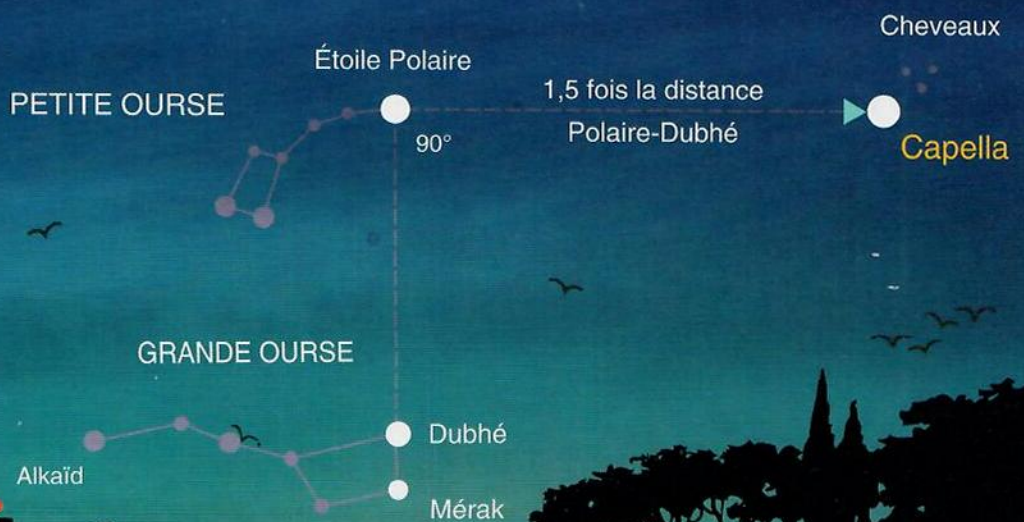 Cheveaux
Étoile Polaire
PETITE OURSE
1,5 fois la distance
Polaire-Dubhé
90°
Capella
GRANDE OURSE
Dubhé
Alkaïd
Mérak